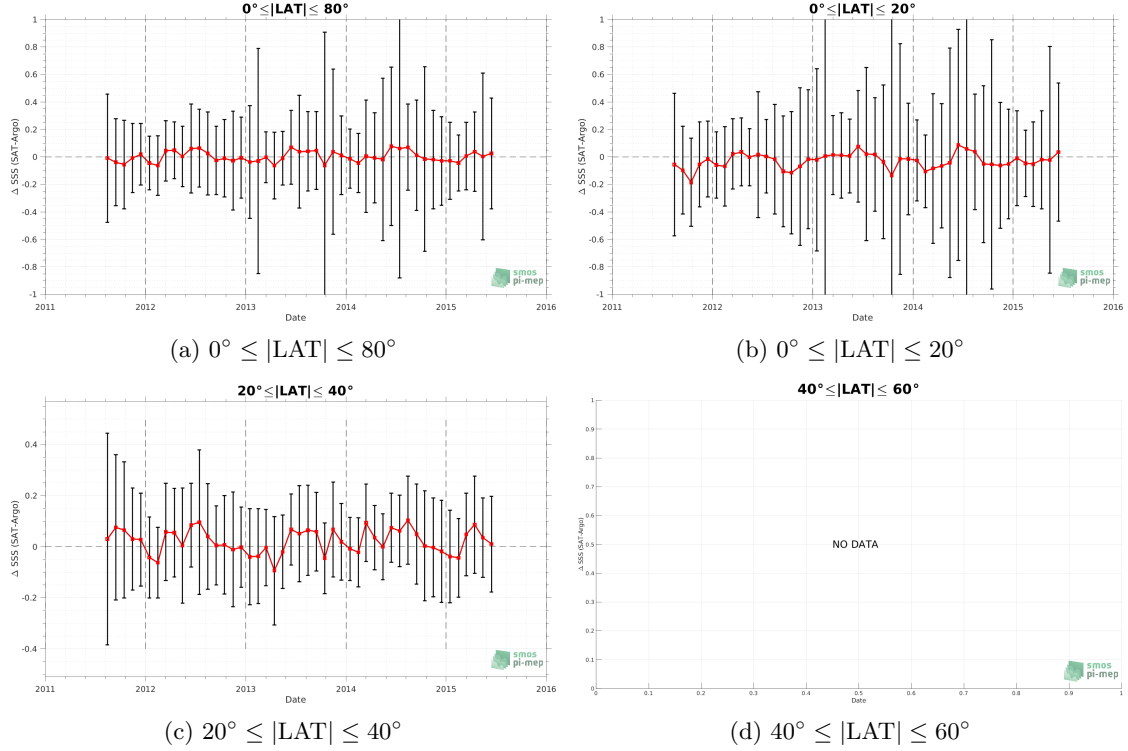 0°≤|LAT|≤ 80°
1
0.8
0.6
0.4
0.2
0
-0.2
-0.4
-0.6
-0.8
-1
Δ SSS (SAT-Argo)
2011
2012
2013
2014
2015
2016
Date
smos
pi-mep
(a) 0° ≤ |LAT| ≤ 80°
0°≤|LAT|≤ 20°
1
0.8
0.6
0.4
0.2
0
-0.2
-0.4
-0.6
-0.8
-1
Δ SSS (SAT-Argo)
2011
2012
2013
2014
2015
2016
Date
smos
pi-mep
(b) 0° ≤ |LAT| ≤ 20°
20°≤|LAT|≤ 40°
0.4
0.2
0
-0.2
-0.4
Δ SSS (SAT-Argo)
2011
2012
2013
2014
2015
2016
Date
smos
pi-mep
(c) 20° ≤ |LAT| ≤ 40°
40°≤|LAT|≤ 60°
1
0.9
0.8
0.7
0.6
0.5
0.4
0.3
0.2
0.1
0
Δ SSS (SAT-Argo)
NO DATA
0
0.1
0.2
0.3
0.4
0.5
0.6
0.7
0.8
0.9
1
Date
smos
pi-mep
(d) 40° ≤ |LAT| ≤ 60°